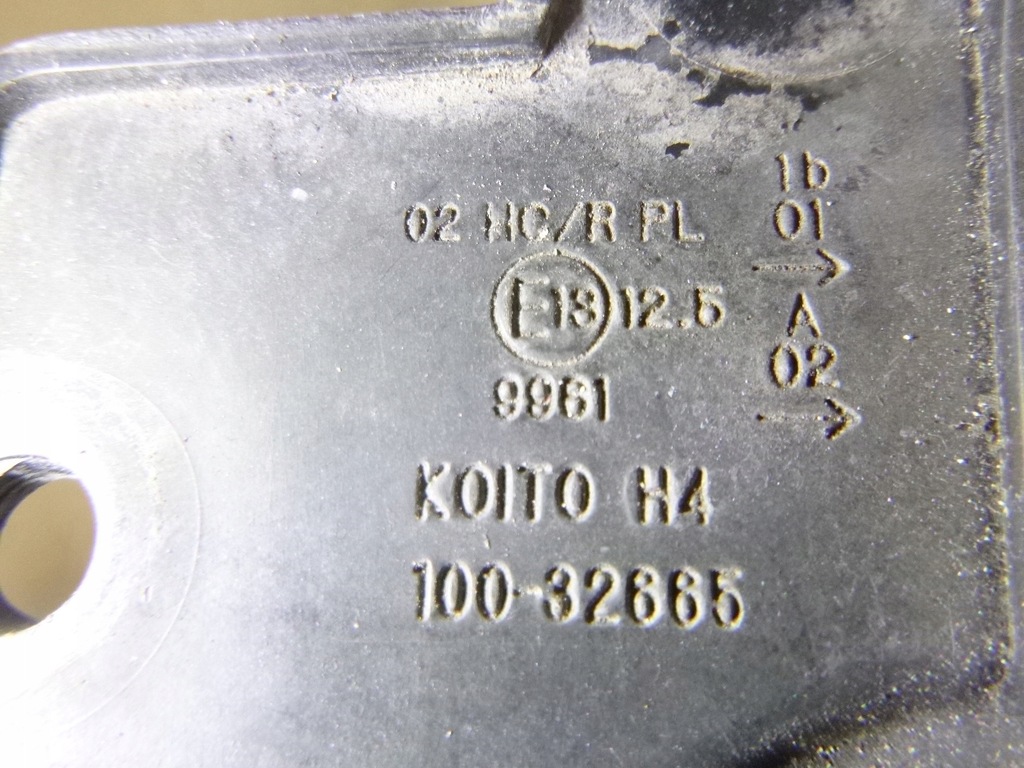 1b
02 HC/R PL 01
→
E13 12.5 A
02
→
9961
KOITO H4
100-32665